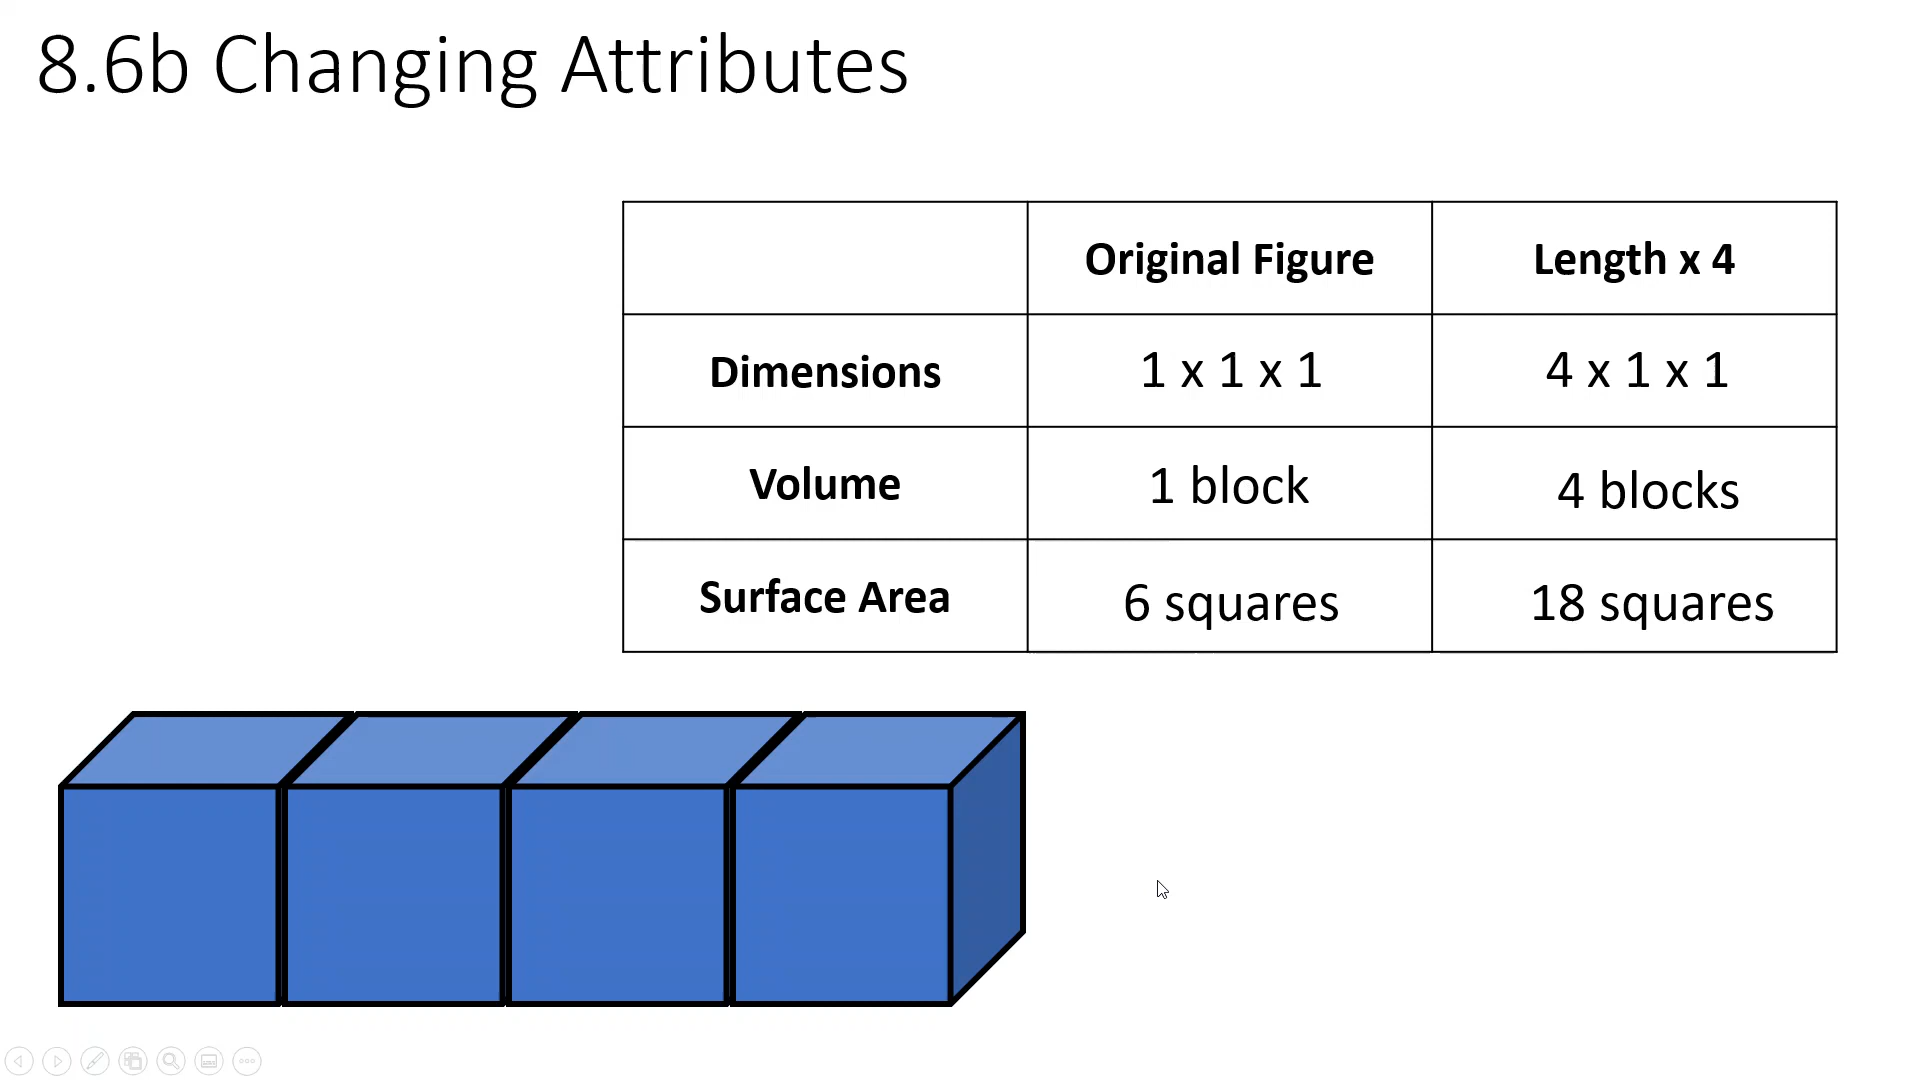 8.6b Changing Attributes
Original Figure Length x 4
Dimensions 1 x 1 x 1 4 x 1 x 1
Volume 1 block 4 blocks
Surface Area 6 squares 18 squares